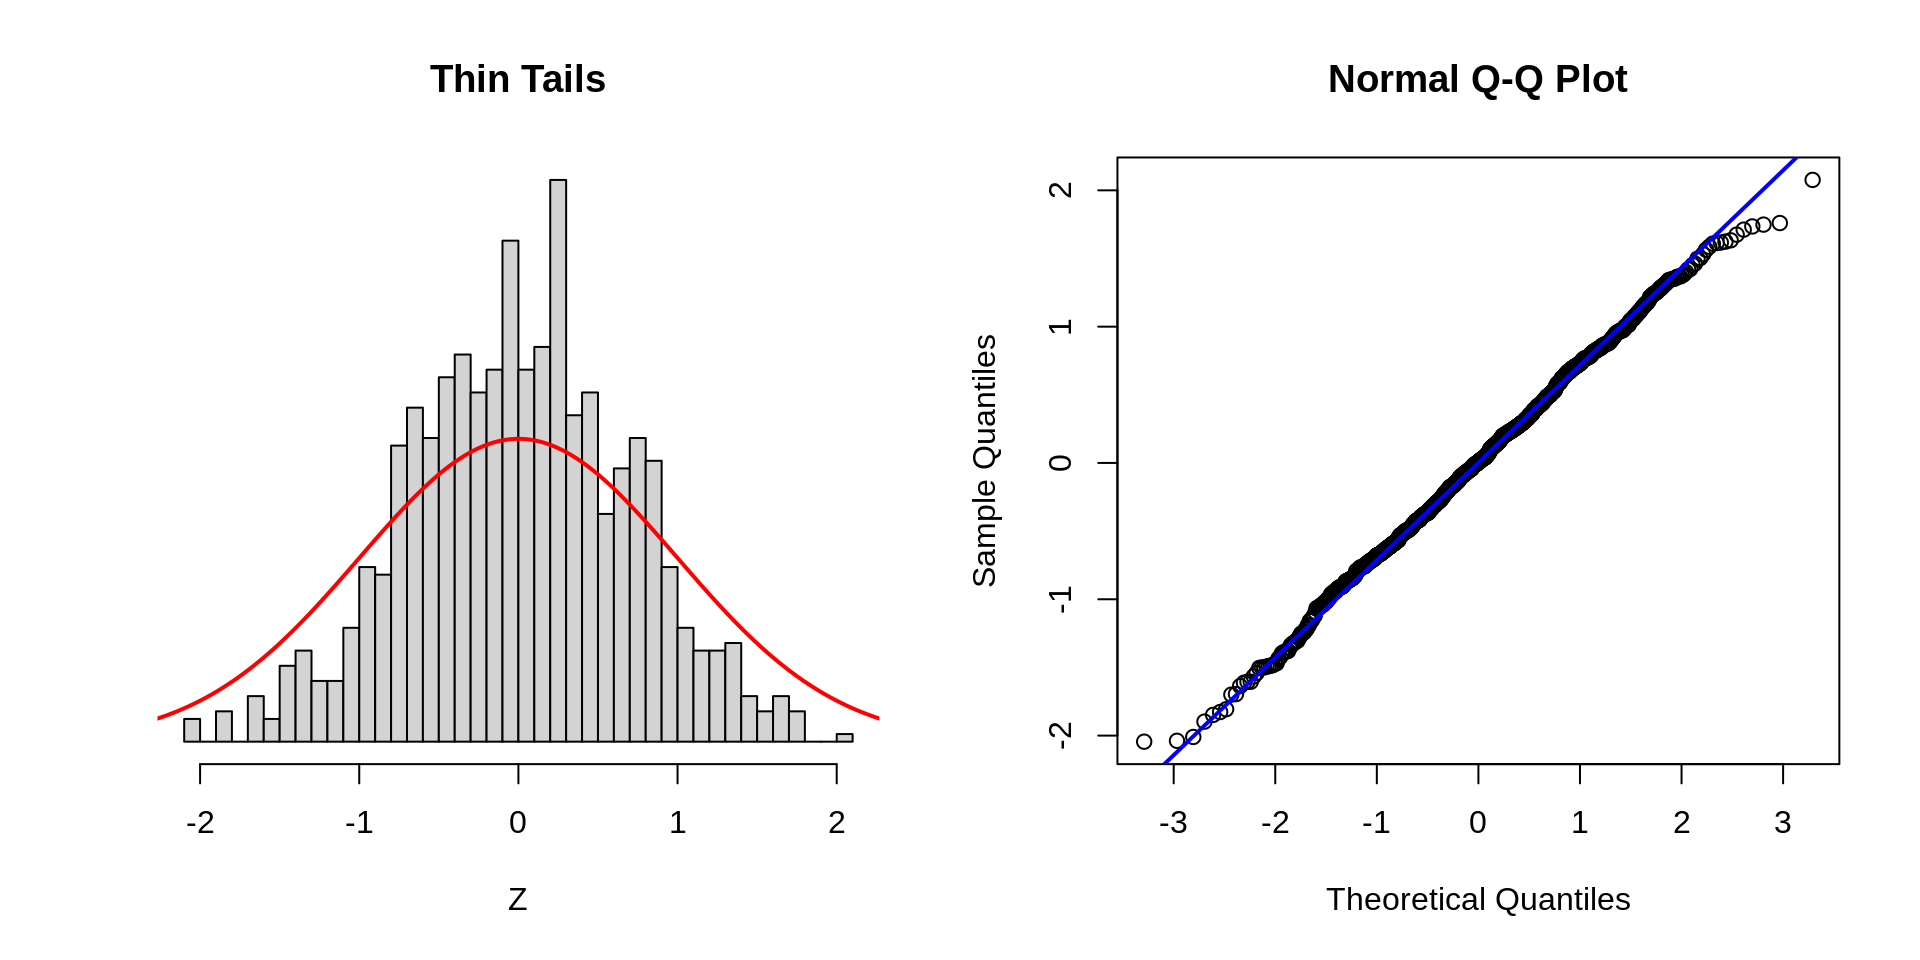 Thin Tails
-2 -1 0 1 2
Z
Normal Q-Q Plot
Sample Quantiles
2
1
0
-1
-2
-3 -2 -1 0 1 2 3
Theoretical Quantiles